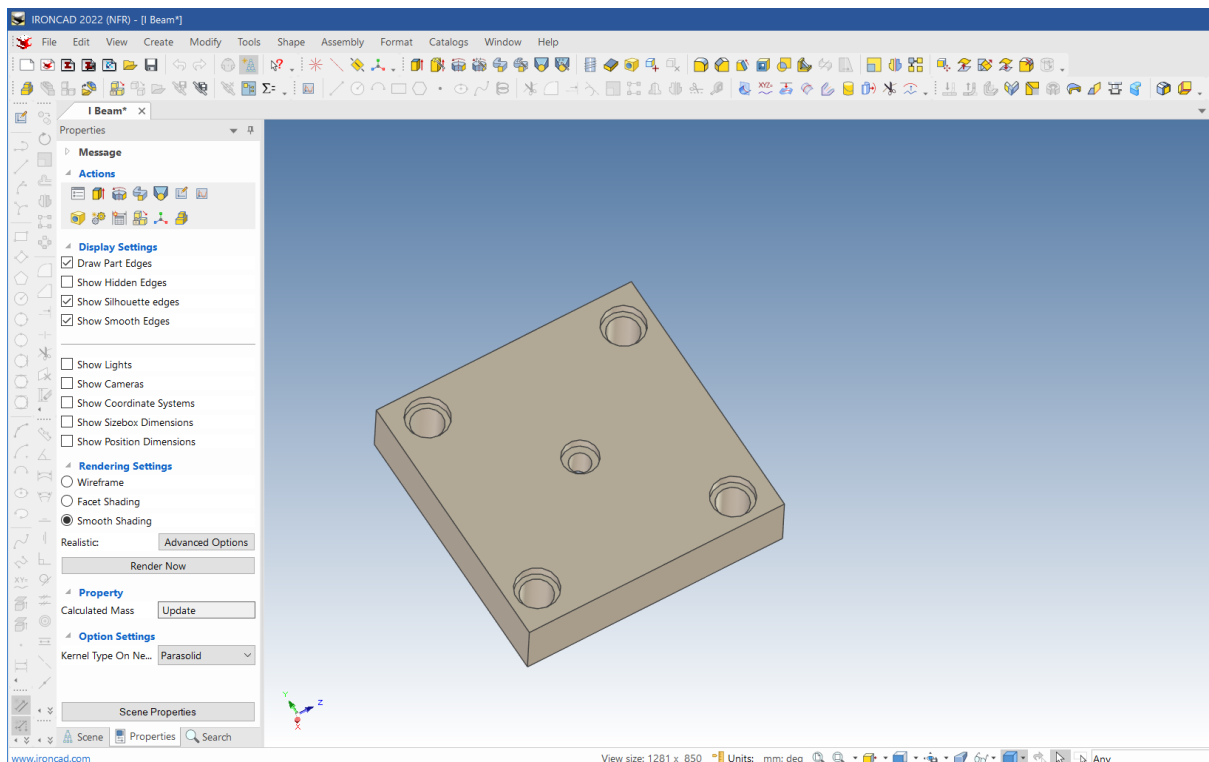 IRONCAD 2022 (NFR) - [I Beam*]
File Edit View Create Modify Tools Shape Assembly Format Catalogs Window Help
I Beam*
Properties
Message
Actions
Display Settings
Draw Part Edges
Show Hidden Edges
Show Silhouette edges
Show Smooth Edges
Show Lights
Show Cameras
Show Coordinate Systems
Show Sizebox Dimensions
Show Position Dimensions
Rendering Settings
Wireframe
Facet Shading
Smooth Shading
Realistic: Advanced Options
Render Now
Property
Calculated Mass Update
Option Settings
Kernel Type On Ne... Parasolid
Scene Properties
Scene Properties Search
Y Z
X
www.ironcad.com View size: 1281 x 850 Units: mm; deg Any